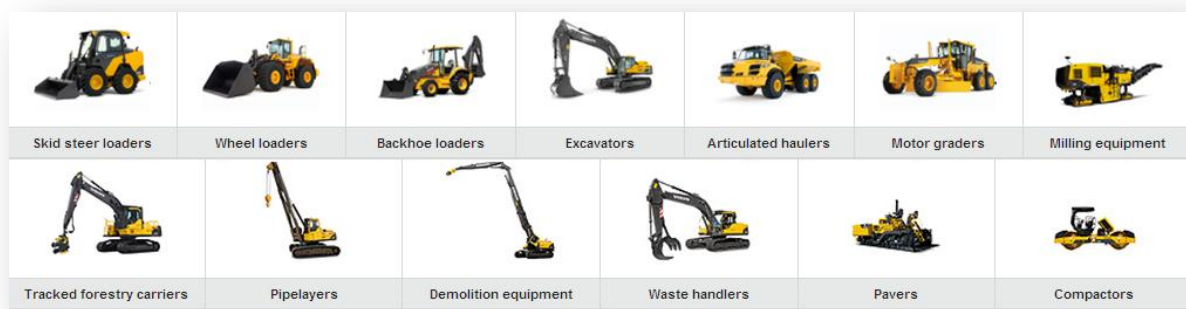 Skid steer loaders
Wheel loaders
Backhoe loaders
Excavators
Articulated haulers
Motor graders
Milling equipment
VOLVO
Tracked forestry carriers
Pipelayers
Demolition equipment
Waste handlers
Pavers
Compactors